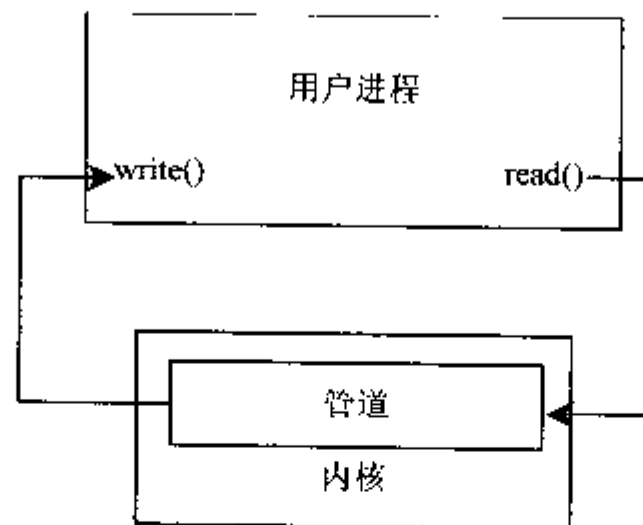 用户进程
write() read()
管道
内核